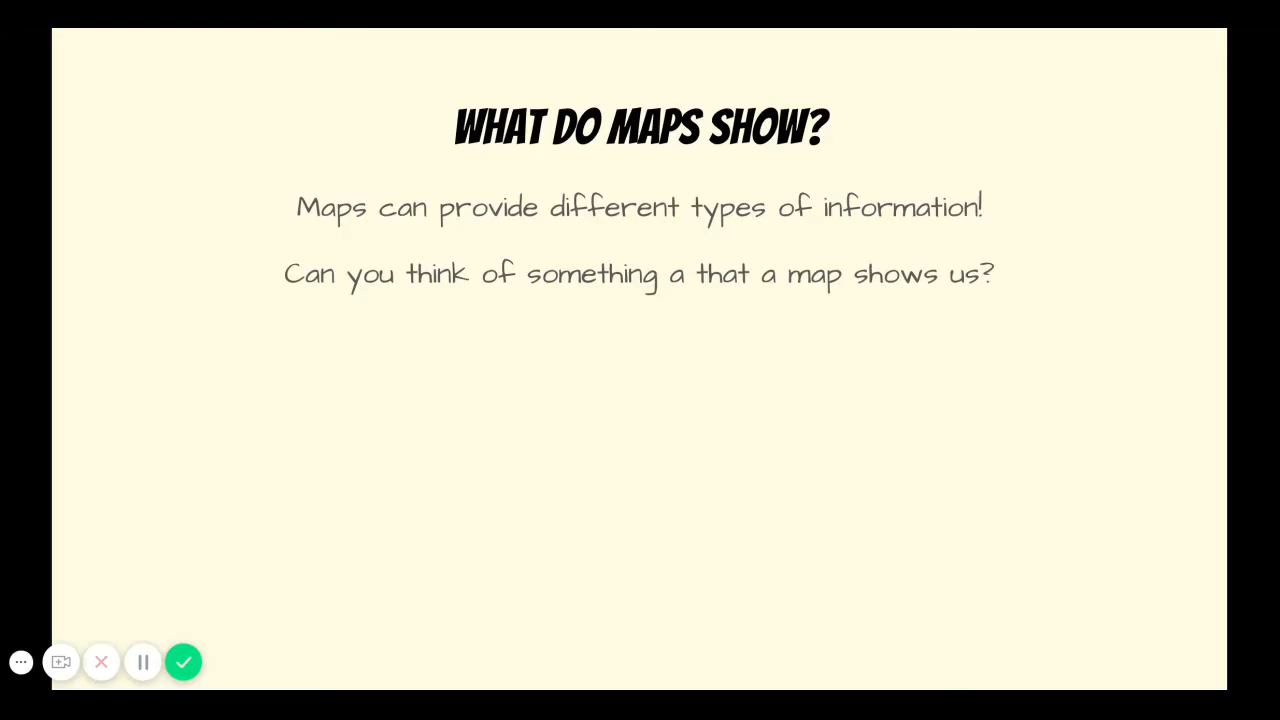 WHAT DO MAPS SHOW?
Maps can provide different types of information!
Can you think of something a that a map shows us?